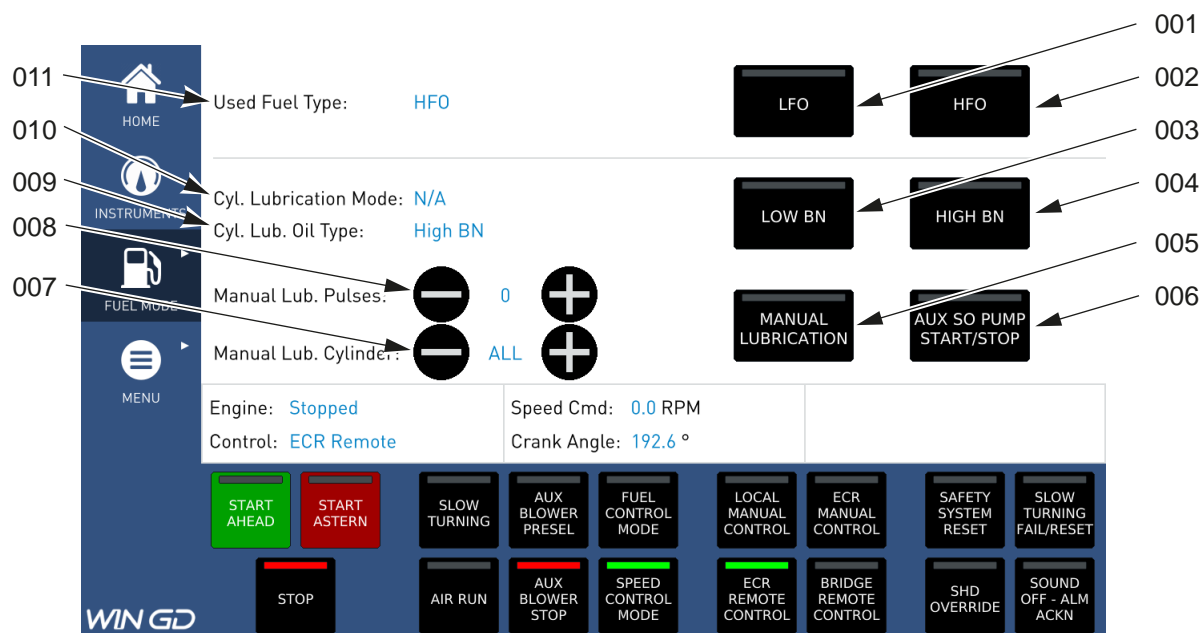 001
011
Used Fuel Type: HFO
LFO
HFO
002
HOME
010
003
009
Cyl. Lubrication Mode: N/A
LOW BN
HIGH BN
004
INSTRUMENTS
Cyl. Lub. Oil Type: High BN
008
005
007
Manual Lub. Pulses: 0
006
FUEL MODE
MANUAL
LUBRICATION
AUX SO PUMP
START/STOP
Manual Lub. Cylinder: ALL
MENU
Engine: Stopped
Speed Cmd: 0.0 RPM
Control: ECR Remote
Crank Angle: 192.6 °
START
AHEAD
START
ASTERN
SLOW
TURNING
AUX
BLOWER
PRESEL
FUEL
CONTROL
MODE
LOCAL
MANUAL
CONTROL
ECR
MANUAL
CONTROL
SAFETY
SYSTEM
RESET
SLOW
TURNING
FAIL/RESET
STOP
AIR RUN
AUX
BLOWER
STOP
SPEED
CONTROL
MODE
ECR
REMOTE
CONTROL
BRIDGE
REMOTE
CONTROL
SHD
OVERRIDE
SOUND
OFF - ALM
ACKN
WIN GD